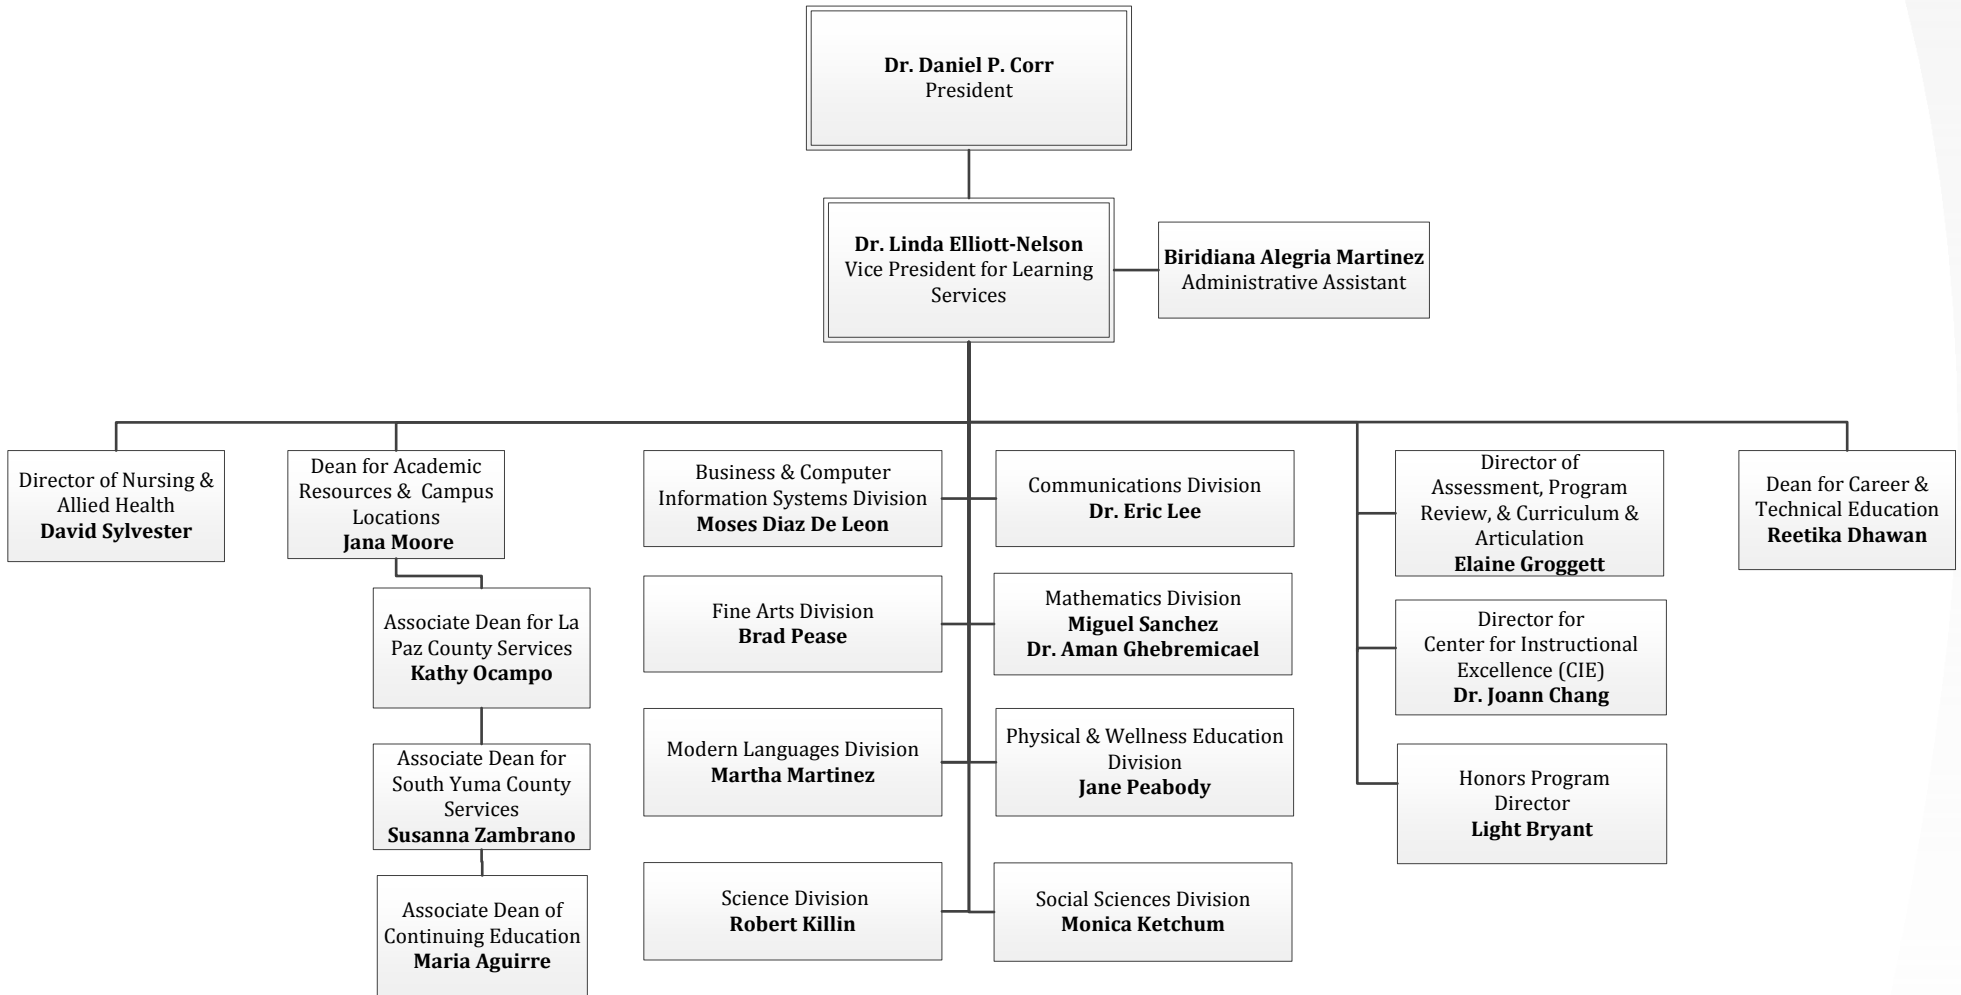 Dr. Daniel P. Corr
President
Dr. Linda Elliott-Nelson
Vice President for Learning
Services
Biridiana Alegria Martinez
Administrative Assistant
Director of Nursing &
Allied Health
David Sylvester
Dean for Academic
Resources & Campus
Locations
Jana Moore
Associate Dean for La
Paz County Services
Kathy Ocampo
Associate Dean for
South Yuma County
Services
Susanna Zambrano
Associate Dean of
Continuing Education
Maria Aguirre
Business & Computer
Information Systems Division
Moses Diaz De Leon
Communications Division
Dr. Eric Lee
Fine Arts Division
Brad Pease
Mathematics Division
Miguel Sanchez
Dr. Aman Ghebremicael
Modern Languages Division
Martha Martinez
Physical & Wellness Education
Division
Jane Peabody
Science Division
Robert Killin
Social Sciences Division
Monica Ketchum
Director of
Assessment, Program
Review, & Curriculum &
Articulation
Elaine Groggett
Director for
Center for Instructional
Excellence (CIE)
Dr. Joann Chang
Honors Program
Director
Light Bryant
Dean for Career &
Technical Education
Reetika Dhawan